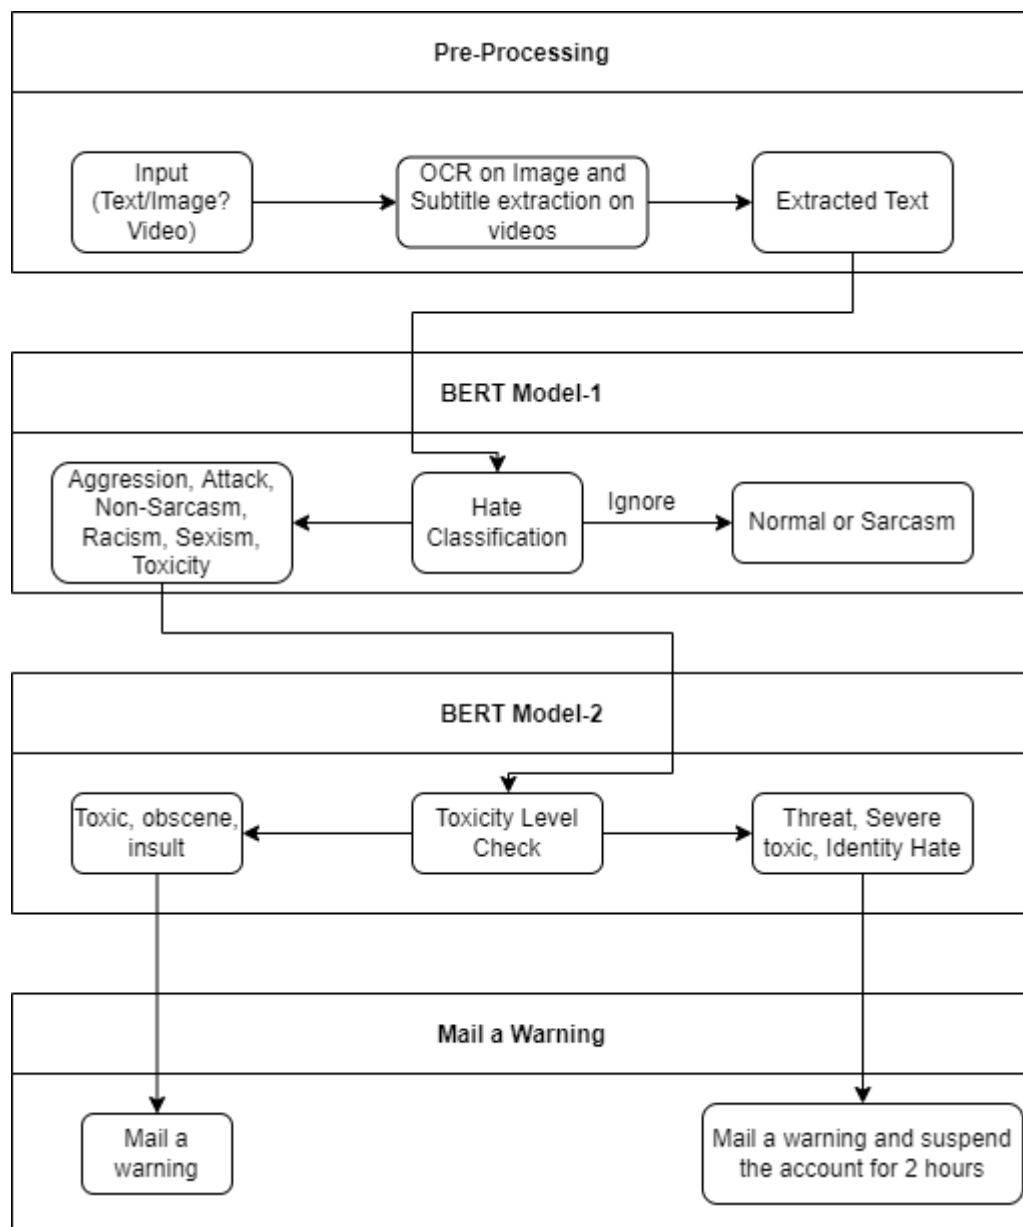 Pre-Processing
Input
(Text/Image?
Video)
OCR on Image and
Subtitle extraction on
videos
Extracted Text
BERT Model-1
Aggression, Attack,
Non-Sarcasm,
Racism, Sexism,
Toxicity
Hate
Classification
Ignore
Normal or Sarcasm
BERT Model-2
Toxic, obscene,
insult
Toxicity Level
Check
Threat, Severe
toxic, Identity Hate
Mail a Warning
Mail a
warning
Mail a warning and suspend
the account for 2 hours